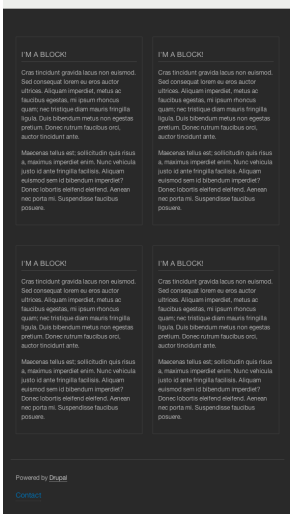 I'M A BLOCK!
Cras tincidunt gravida lacus non euismod.
Sed consequat lorem eu eros auctor
ultrices. Aliquam imperdiet, metus ac
faucibus egestas, mi ipsum rhoncus
quam; nec tristique diam mauris fringilla
ligula. Duis bibendum metus non egestas
pretium. Donec rutrum faucibus orci,
auctor tincidunt ante.
Maecenas tellus est; sollicitudin quis risus
a, maximus imperdiet enim. Nunc vehicula
justo id ante fringilla facilisis. Aliquam
euismod sem id bibendum imperdiet?
Donec lobortis eleifend eleifend. Aenean
nec porta mi. Suspendisse faucibus
posuere.
I'M A BLOCK!
Cras tincidunt gravida lacus non euismod.
Sed consequat lorem eu eros auctor
ultrices. Aliquam imperdiet, metus ac
faucibus egestas, mi ipsum rhoncus
quam; nec tristique diam mauris fringilla
ligula. Duis bibendum metus non egestas
pretium. Donec rutrum faucibus orci,
auctor tincidunt ante.
Maecenas tellus est; sollicitudin quis risus
a, maximus imperdiet enim. Nunc vehicula
justo id ante fringilla facilisis. Aliquam
euismod sem id bibendum imperdiet?
Donec lobortis eleifend eleifend. Aenean
nec porta mi. Suspendisse faucibus
posuere.
I'M A BLOCK!
Cras tincidunt gravida lacus non euismod.
Sed consequat lorem eu eros auctor
ultrices. Aliquam imperdiet, metus ac
faucibus egestas, mi ipsum rhoncus
quam; nec tristique diam mauris fringilla
ligula. Duis bibendum metus non egestas
pretium. Donec rutrum faucibus orci,
auctor tincidunt ante.
Maecenas tellus est; sollicitudin quis risus
a, maximus imperdiet enim. Nunc vehicula
justo id ante fringilla facilisis. Aliquam
euismod sem id bibendum imperdiet?
Donec lobortis eleifend eleifend. Aenean
nec porta mi. Suspendisse faucibus
posuere.
I'M A BLOCK!
Cras tincidunt gravida lacus non euismod.
Sed consequat lorem eu eros auctor
ultrices. Aliquam imperdiet, metus ac
faucibus egestas, mi ipsum rhoncus
quam; nec tristique diam mauris fringilla
ligula. Duis bibendum metus non egestas
pretium. Donec rutrum faucibus orci,
auctor tincidunt ante.
Maecenas tellus est; sollicitudin quis risus
a, maximus imperdiet enim. Nunc vehicula
justo id ante fringilla facilisis. Aliquam
euismod sem id bibendum imperdiet?
Donec lobortis eleifend eleifend. Aenean
nec porta mi. Suspendisse faucibus
posuere.
Powered by Drupal
Contact